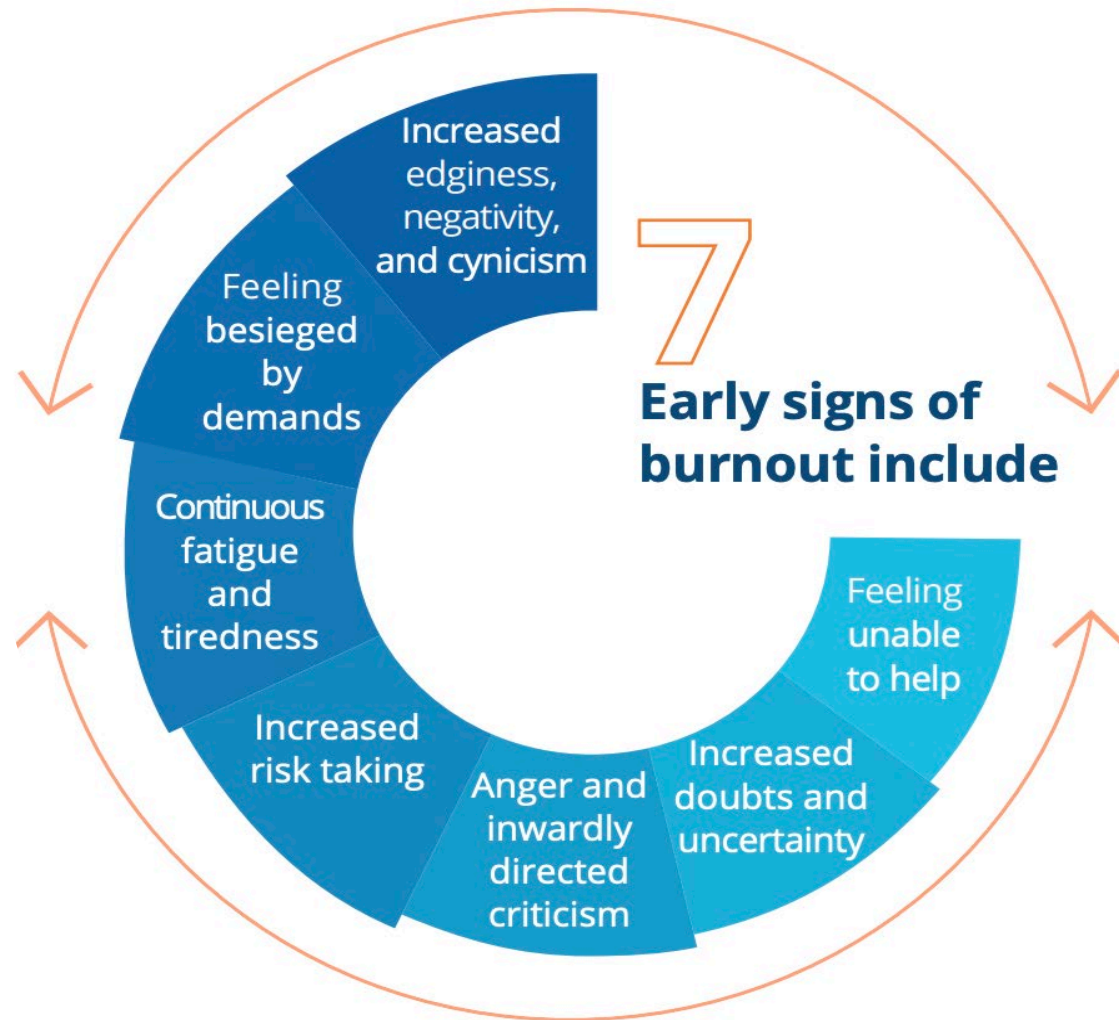 7
Early signs of
burnout include
Increased
edginess,
negativity,
and cynicism
Feeling
besieged
by
demands
Continuous
fatigue
and
tiredness
Increased
risk taking
Anger and
inwardly
directed
criticism
Increased
doubts and
uncertainty
Feeling
unable
to help